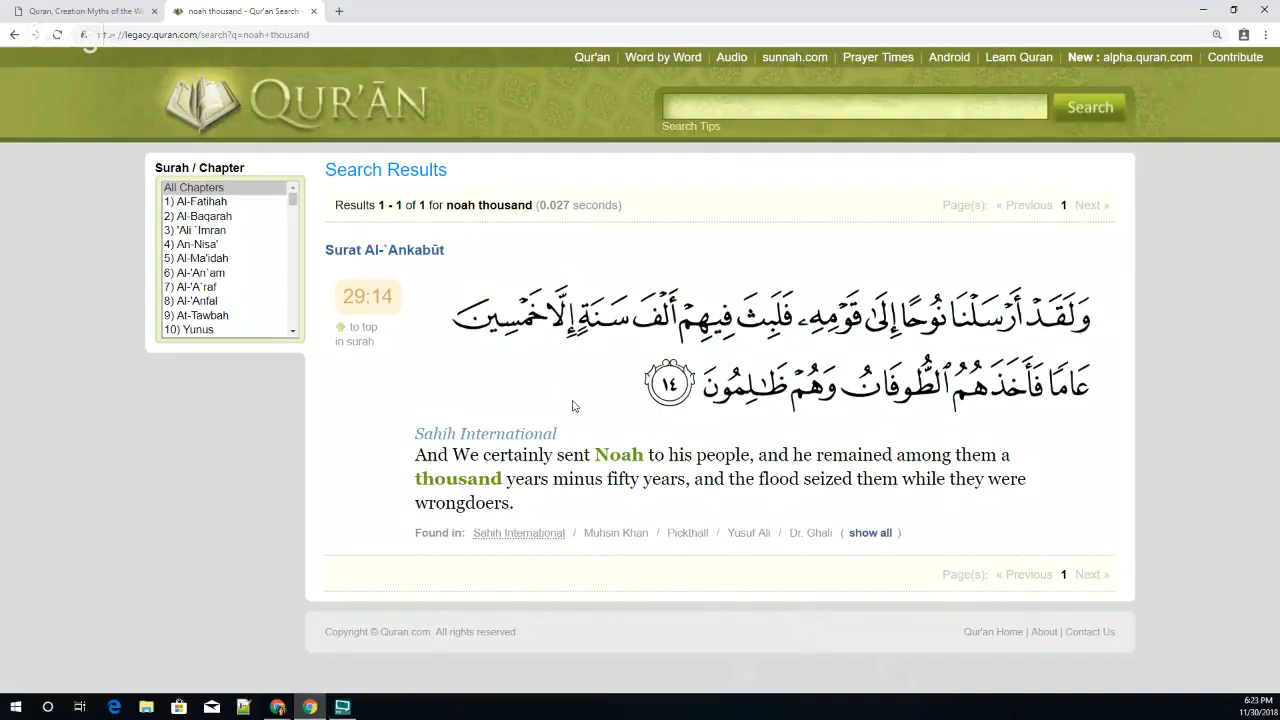 Quran, Creation Myths of the Wo
noah thousand - Qur'an Search -
legacy.quran.com/search?q=noah+thousand
Qur'an | Word by Word | Audio | sunnah.com | Prayer Times | Android | Learn Quran | New : alpha.quran.com | Contribute
QUR'ĀN
Search
Search Tips
Surah / Chapter
All Chapters
1) Al-Fatihah
2) Al-Baqarah
3) 'Ali `Imran
4) An-Nisa'
5) Al-Ma'idah
6) Al-'An`am
7) Al-'A`raf
8) Al-'Anfal
9) At-Tawbah
10) Yunus
Search Results
Results 1 - 1 of 1 for noah thousand (0.027 seconds)
Page(s): « Previous 1 Next »
Surat Al-`Ankabūt
29:14
to top
in surah
وَلَقَدْ أَرْسَلْنَا نُوحًا إِلَىٰ قَوْمِهِۦ فَلَبِثَ فِيهِمْ أَلْفَ سَنَةٍ إِلَّا خَمْسِينَ
عَامًا فَأَخَذَهُمُ ٱلطُّوفَانُ وَهُمْ ظَـٰلِمُونَ ١٤
Sahih International
And We certainly sent Noah to his people, and he remained among them a
thousand years minus fifty years, and the flood seized them while they were
wrongdoers.
Found in: Sahih International / Muhsin Khan / Pickthall / Yusuf Ali / Dr. Ghali ( show all )
Page(s): « Previous 1 Next »
Copyright © Quran.com. All rights reserved
Qur'an Home | About | Contact Us
6:23 PM
11/30/2018